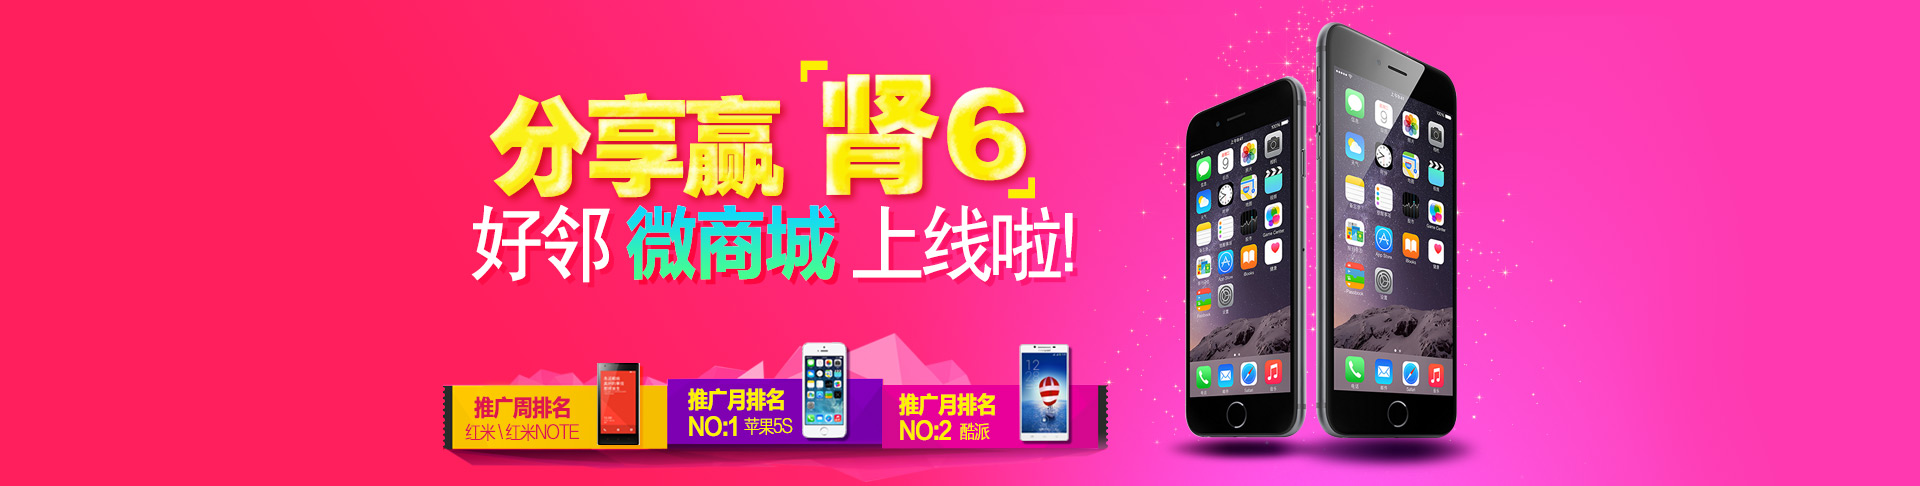 分享赢「肾6」
好邻 微商城 上线啦!
推广周排名
红米\红米NOTE
推广月排名
NO:1 苹果5S
推广月排名
NO:2 酷派